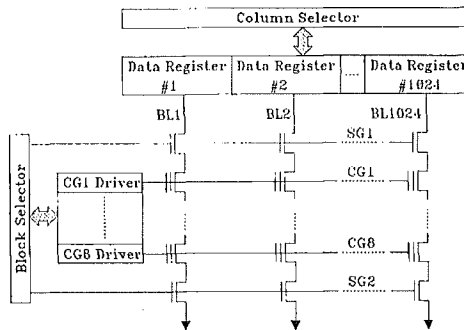 Column Selector
Data Register #1
Data Register #2
Data Register #1024
BL1
BL2
BL1024
SG1
CG1 Driver
CG1
Block Selector
CG8 Driver
CG8
SG2